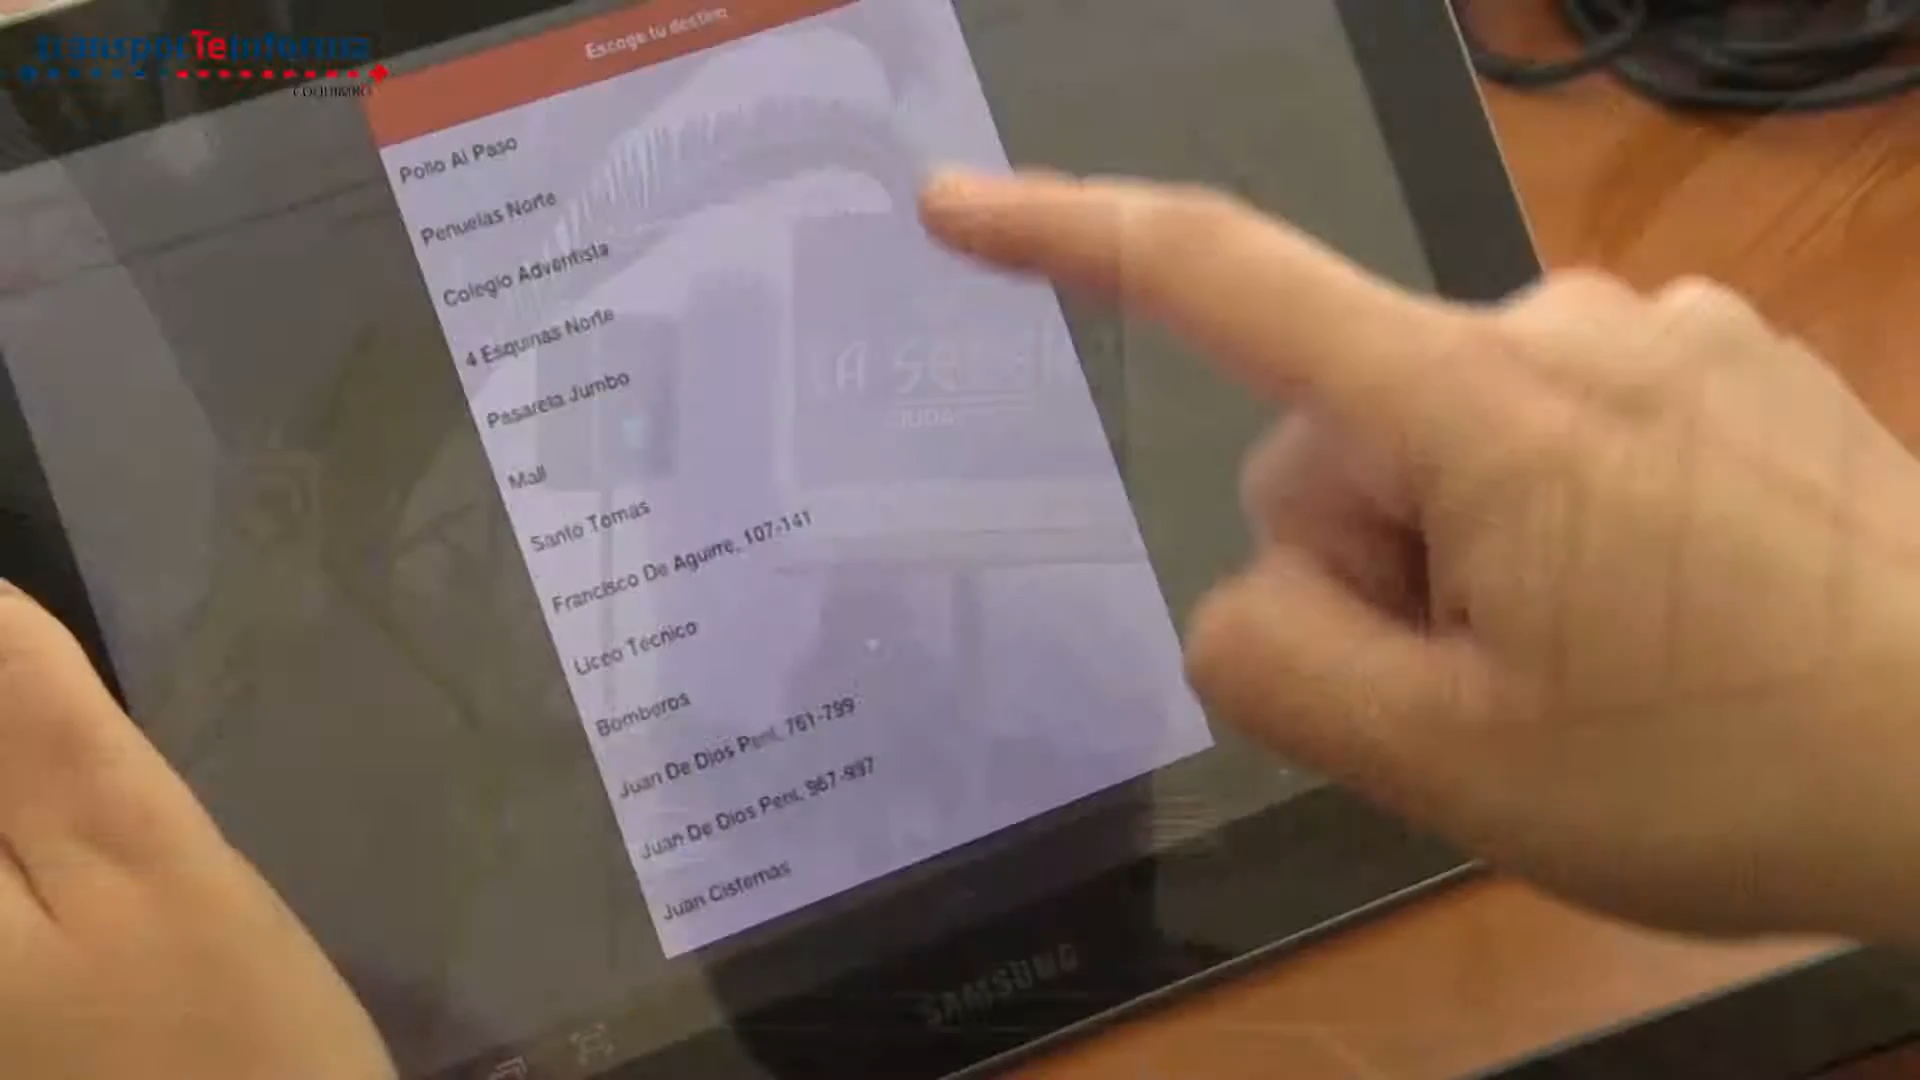 transporTeinforma
COQUIMBO
Escoge tu destino
Pollo Al Paso
Penuelas Norte
Colegio Adventista
4 Esquinas Norte
Pasarela Jumbo
Mall
Santo Tomas
Francisco De Aguirre, 107-141
Liceo Tecnico
Bomberos
Juan De Dios Peni, 761-799
Juan De Dios Peni, 967-997
Juan Cisternas
SAMSUNG